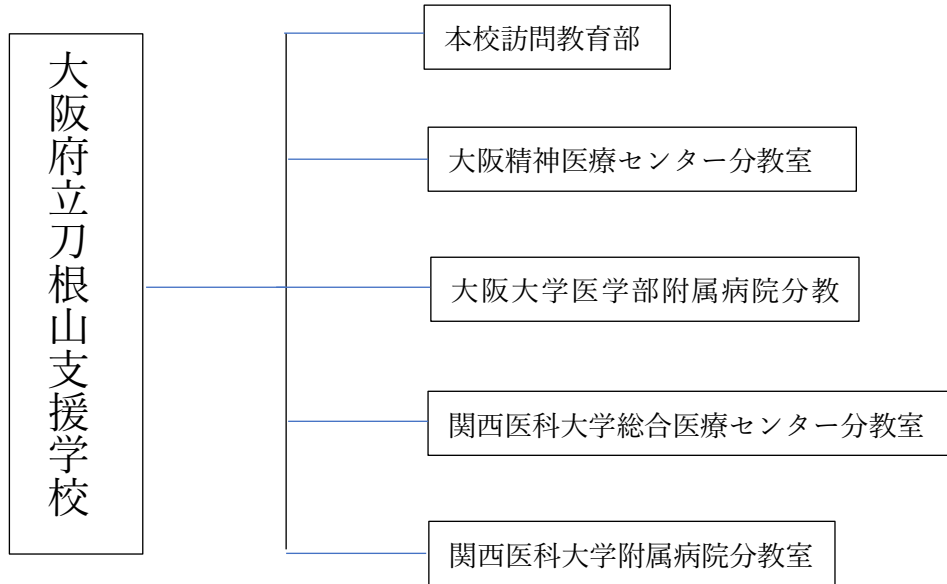 大阪府立刀根山支援学校
本校訪問教育部
大阪精神医療センター分教室
大阪大学医学部附属病院分教
関西医科大学総合医療センター分教室
関西医科大学附属病院分教室